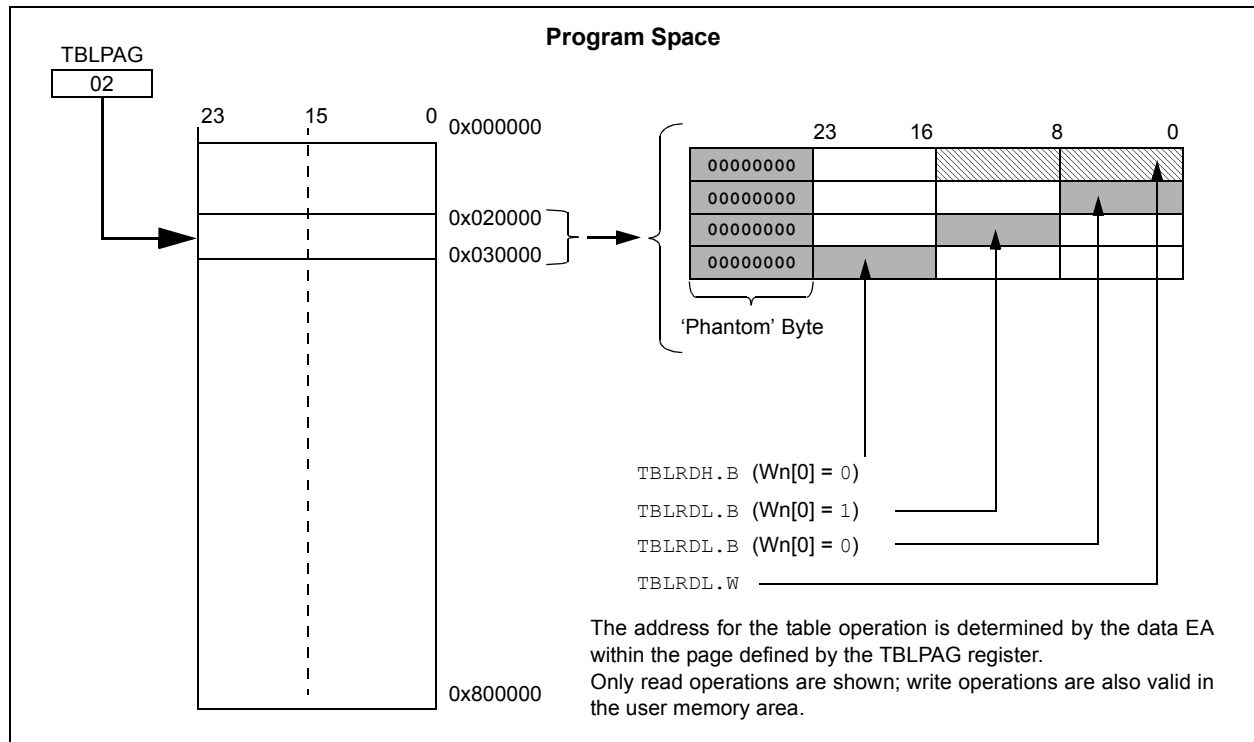 Program Space
TBLPAG
02
23 15 0
0x000000
0x020000
0x030000
0x800000
23 16 8 0
00000000
00000000
00000000
00000000
‘Phantom’ Byte
TBLRDH.B (Wn[0] = 0)
TBLRDL.B (Wn[0] = 1)
TBLRDL.B (Wn[0] = 0)
TBLRDL.W
The address for the table operation is determined by the data EA
within the page defined by the TBLPAG register.
Only read operations are shown; write operations are also valid in
the user memory area.